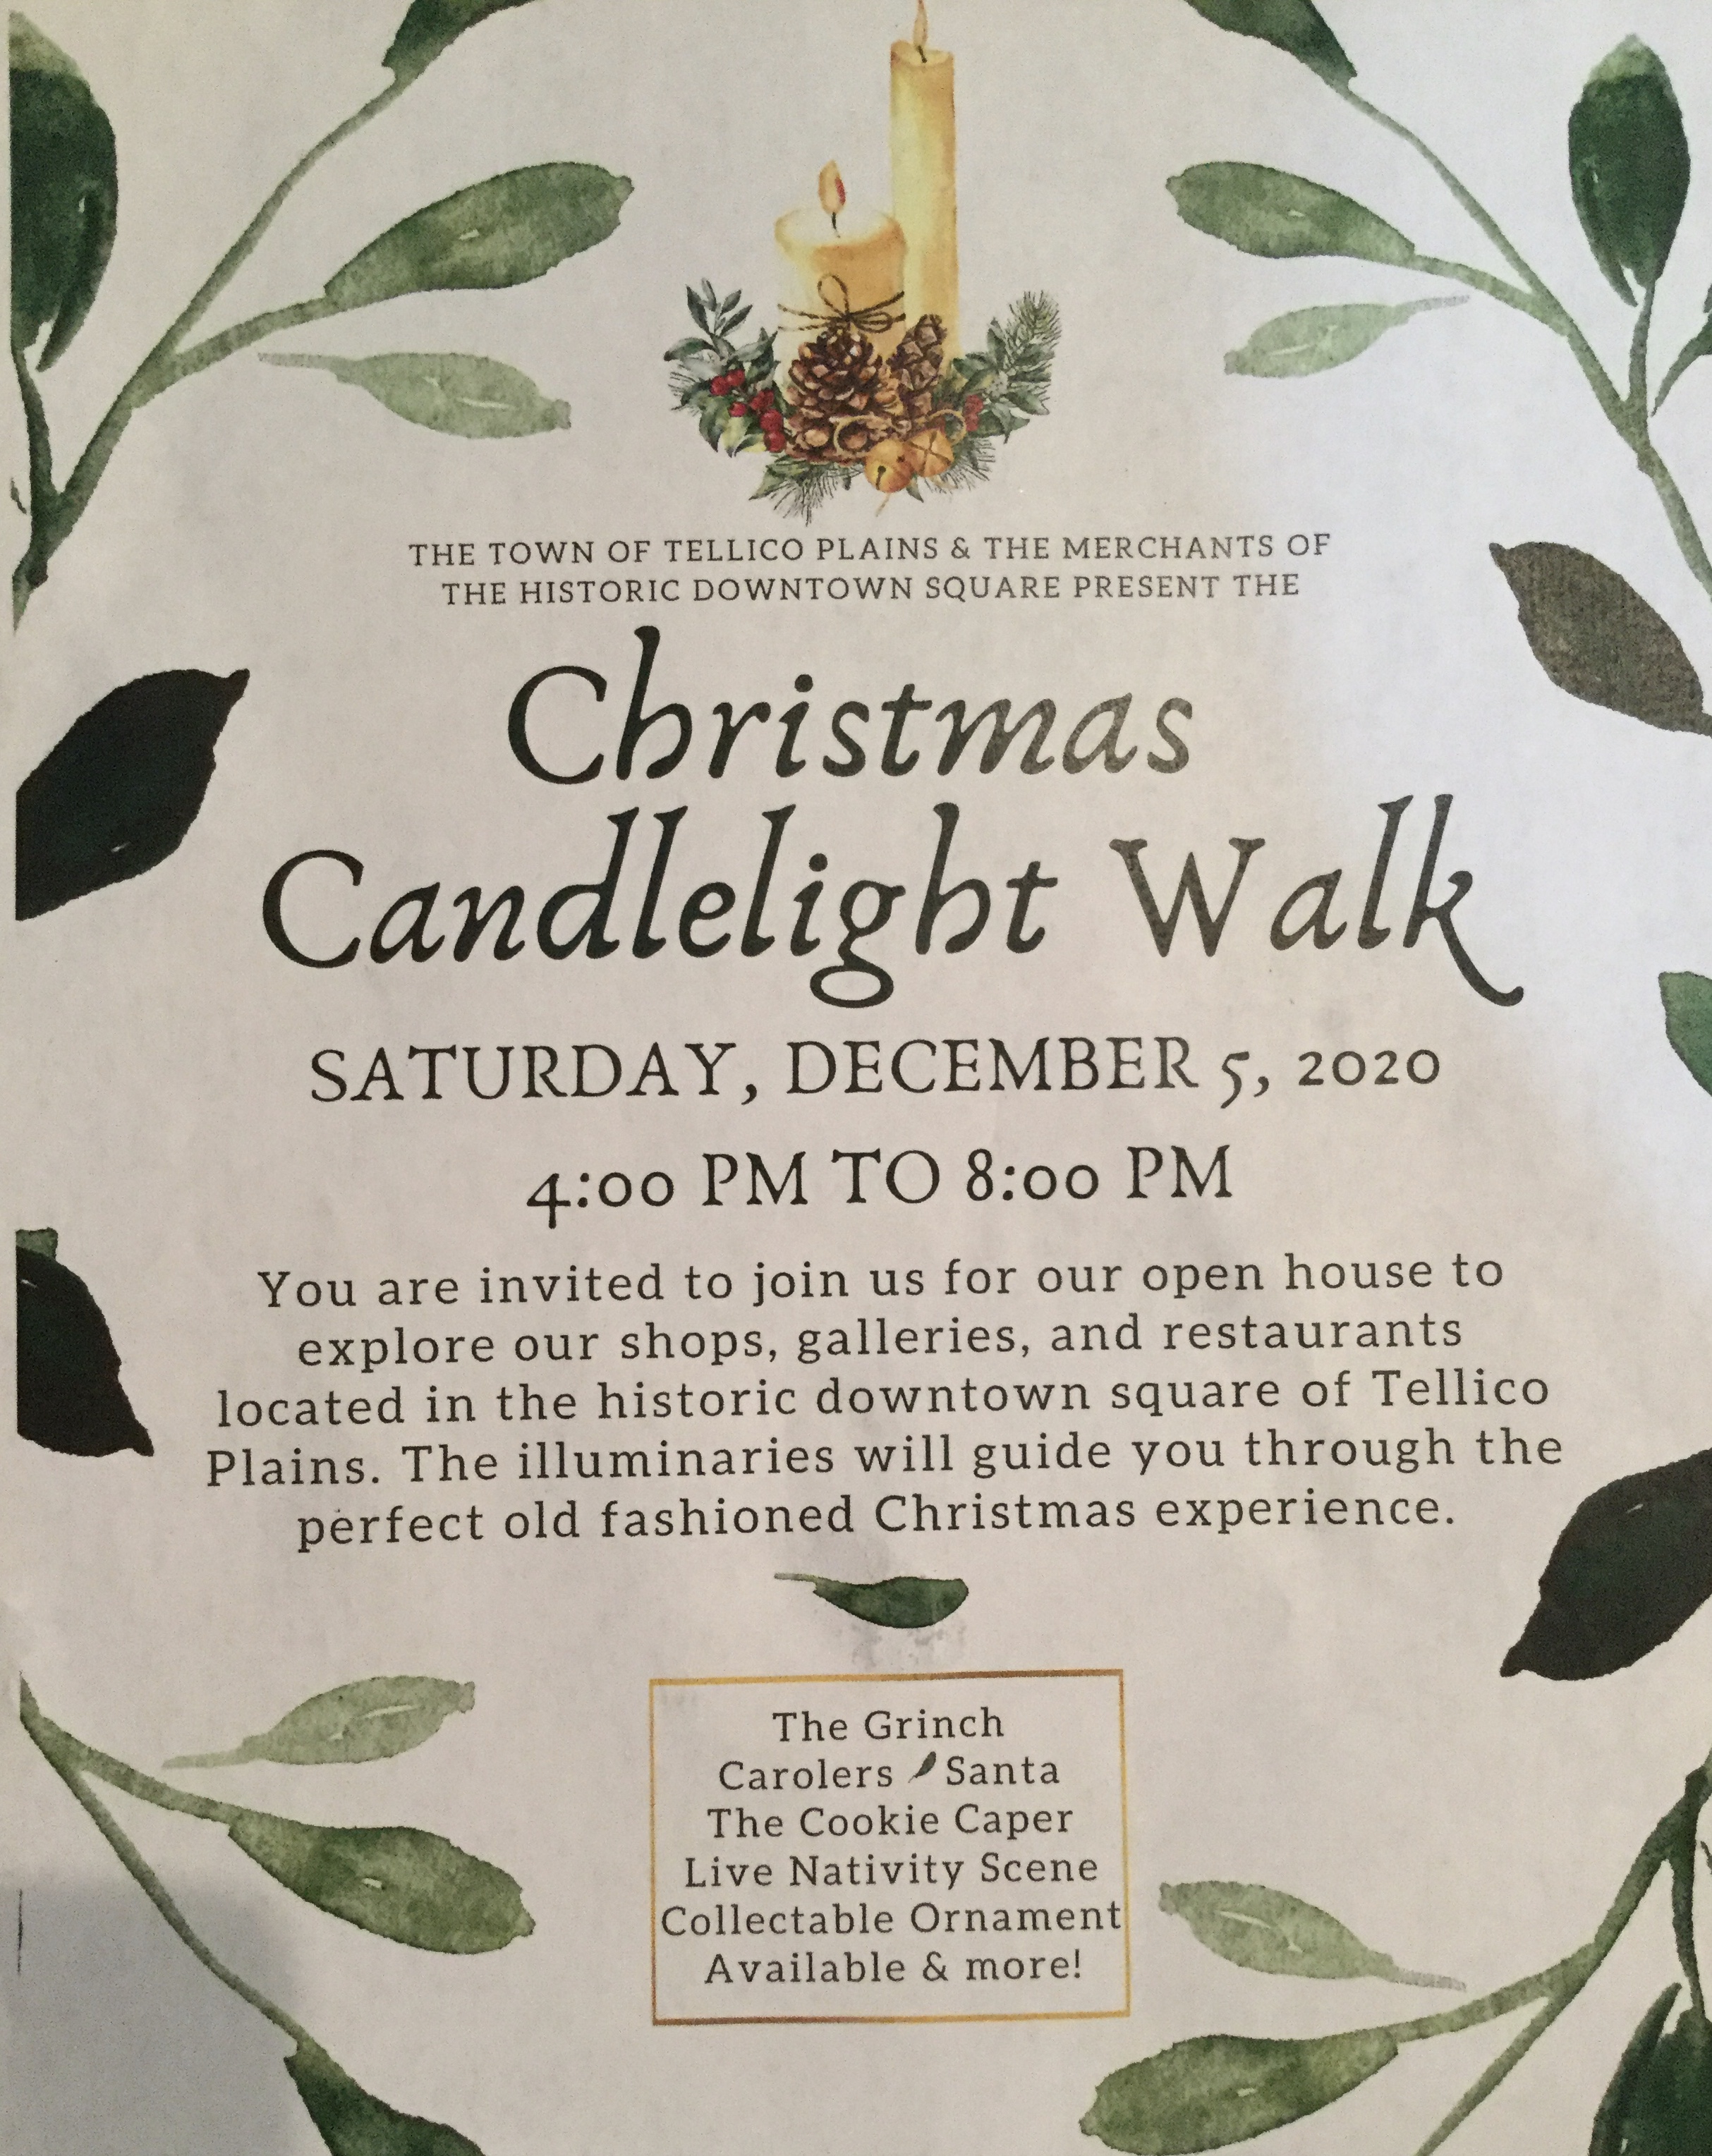 THE TOWN OF TELLICO PLAINS & THE MERCHANTS OF
THE HISTORIC DOWNTOWN SQUARE PRESENT THE
Christmas
Candlelight Walk
SATURDAY, DECEMBER 5, 2020
4:00 PM TO 8:00 PM
You are invited to join us for our open house to
explore our shops, galleries, and restaurants
located in the historic downtown square of Tellico
Plains. The illuminaries will guide you through the
perfect old fashioned Christmas experience.
The Grinch
Carolers Santa
The Cookie Caper
Live Nativity Scene
Collectable Ornament
Available & more!